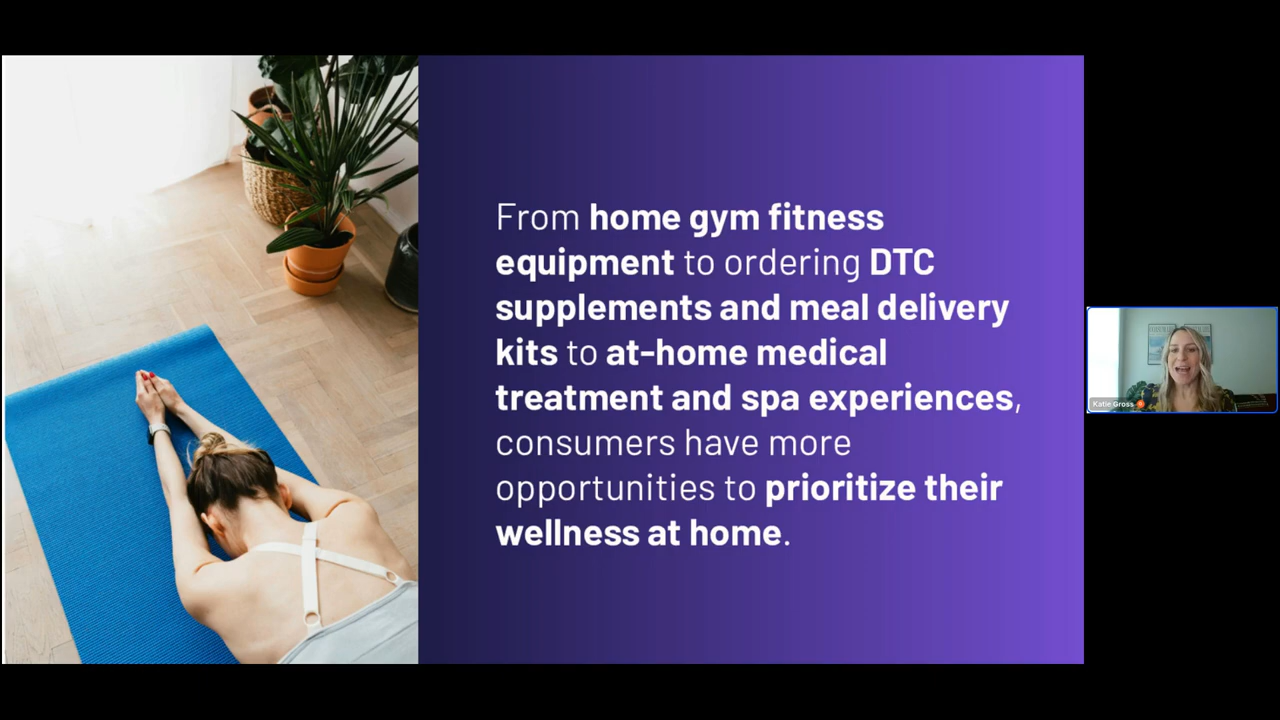 From home gym fitness
equipment to ordering DTC
supplements and meal delivery
kits to at-home medical
treatment and spa experiences,
consumers have more
opportunities to prioritize their
wellness at home.
Katie Gross